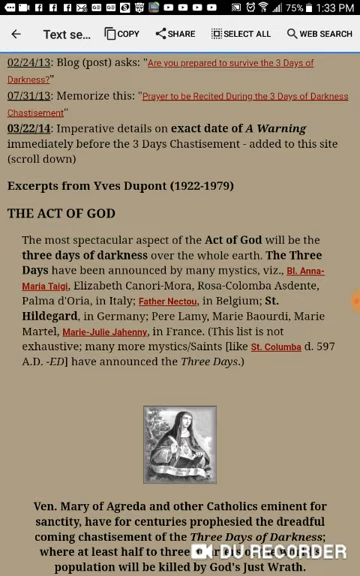 75% 1:33 PM
Text se... COPY SHARE SELECT ALL WEB SEARCH
02/24/13: Blog (post) asks: "Are you prepared to survive the 3 Days of
Darkness?"
07/31/13: Memorize this: "Prayer to be Recited During the 3 Days of Darkness
Chastisement"
03/22/14: Imperative details on exact date of A Warning
immediately before the 3 Days Chastisement - added to this site
(scroll down)
Excerpts from Yves Dupont (1922-1979)
THE ACT OF GOD
The most spectacular aspect of the Act of God will be the
three days of darkness over the whole earth. The Three
Days have been announced by many mystics, viz., Bl. Anna-
Maria Taigi, Elizabeth Canori-Mora, Rosa-Colomba Asdente,
Palma d'Oria, in Italy; Father Nectou, in Belgium; St.
Hildegard, in Germany; Pere Lamy, Marie Baourdi, Marie
Martel, Marie-Julie Jahenny, in France. (This list is not
exhaustive; many more mystics/Saints [like St. Columba d. 597
A.D. -ED] have announced the Three Days.)
Ven. Mary of Agreda and other Catholics eminent for
sanctity, have for centuries prophesied the dreadful
coming chastisement of the Three Days of Darkness;
where at least half to three
population will be killed by God's Just Wrath.
DU RECORDER